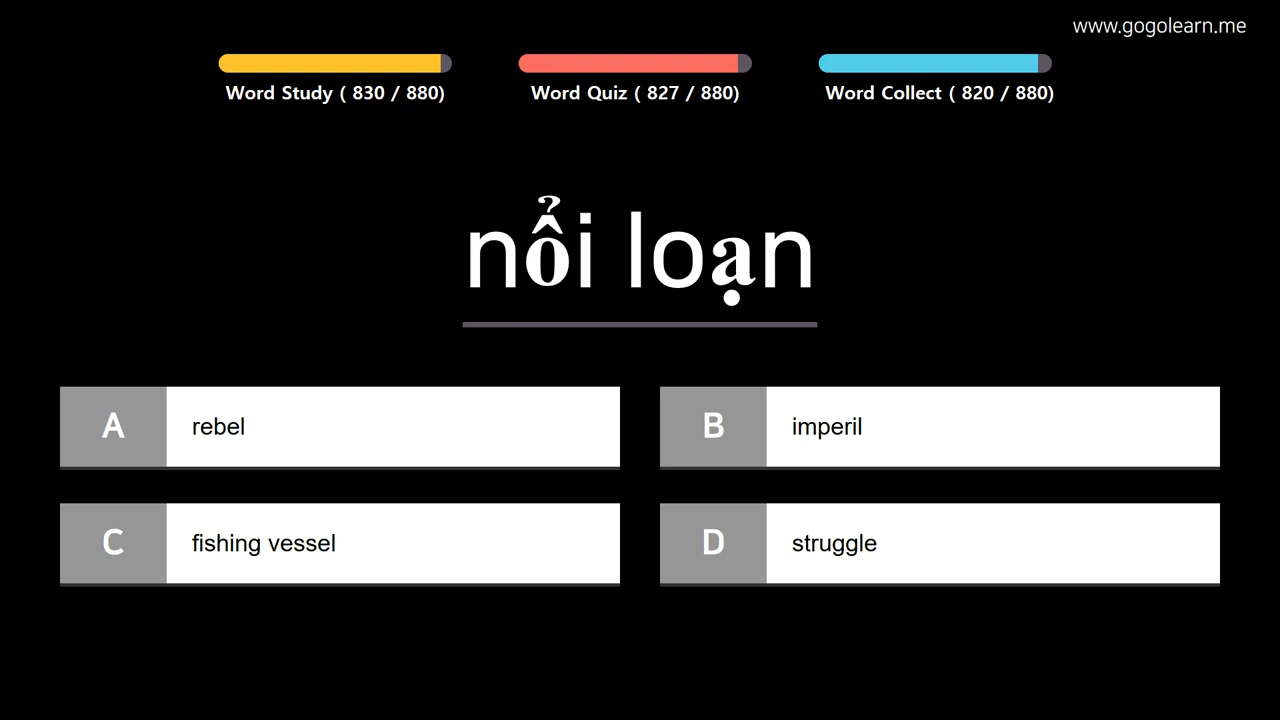 www.gogolearn.me
Word Study ( 830 / 880)
Word Quiz ( 827 / 880)
Word Collect ( 820 / 880)
nổi loạn
A rebel
B imperil
C fishing vessel
D struggle